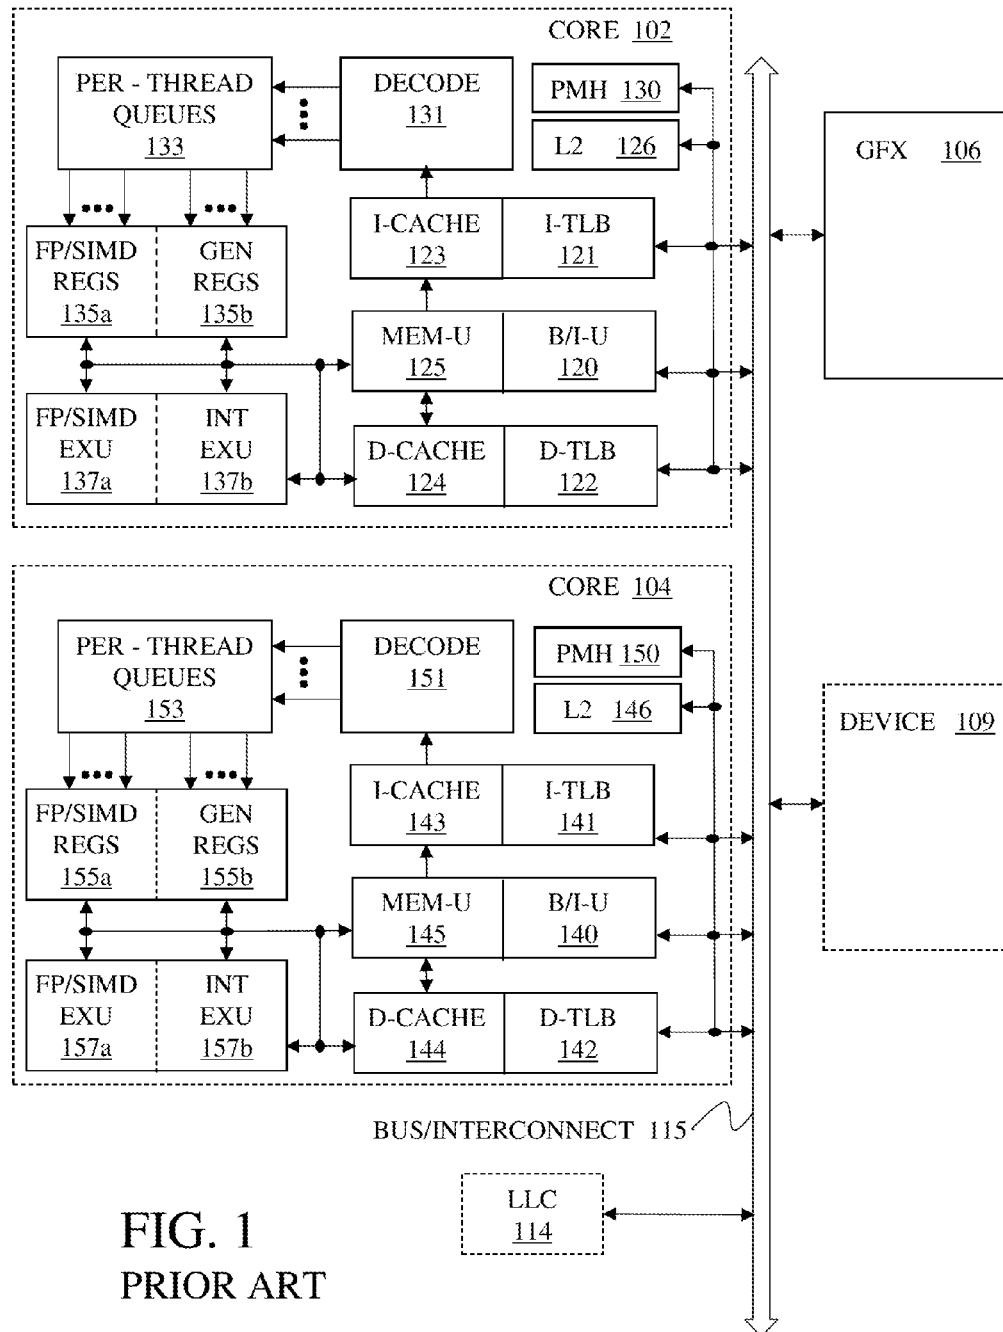 CORE 102
PER - THREAD
QUEUES
133
DECODE
131
PMH 130
L2 126
GFX 106
FP/SIMD
REGS
135a
GEN
REGS
135b
I-CACHE
123
I-TLB
121
MEM-U
125
B/I-U
120
FP/SIMD
EXU
137a
INT
EXU
137b
D-CACHE
124
D-TLB
122
CORE 104
PER - THREAD
QUEUES
153
DECODE
151
PMH 150
L2 146
DEVICE 109
FP/SIMD
REGS
155a
GEN
REGS
155b
I-CACHE
143
I-TLB
141
MEM-U
145
B/I-U
140
FP/SIMD
EXU
157a
INT
EXU
157b
D-CACHE
144
D-TLB
142
BUS/INTERCONNECT 115
LLC
114
FIG. 1
PRIOR ART